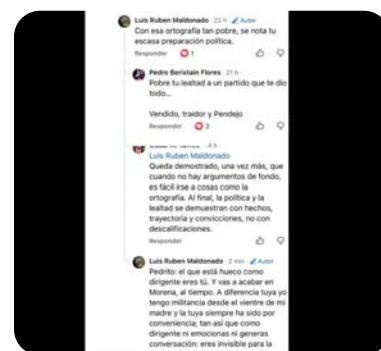 Luis Ruben Maldonado · 22 h · Autor
Con esa ortografía tan pobre, se nota tu
escasa preparación política.
Responder 1
Pedro Beristain Flores · 21 h ·
Pobre tu lealtad a un partido que te dio
todo...
Vendido, traidor y Pendejo
Responder 3
Luis Ruben Maldonado
Queda demostrado, una vez más, que
cuando no hay argumentos de fondo,
es fácil irse a cosas como la
ortografía. Al final, la política y la
lealtad se demuestran con hechos,
trayectoria y convicciones, no con
descalificaciones.
Responder
Luis Ruben Maldonado · 2 min · Autor
Pedrito: el que está hueco como
dirigente eres tú. Y vas a acabar en
Morena, al tiempo. A diferencia tuya yo
tengo militancia desde el vientre de mi
madre y la tuya siempre ha sido por
conveniencia; tan así que como
dirigente ni emocionas ni generas
conversación: eres invisible para la